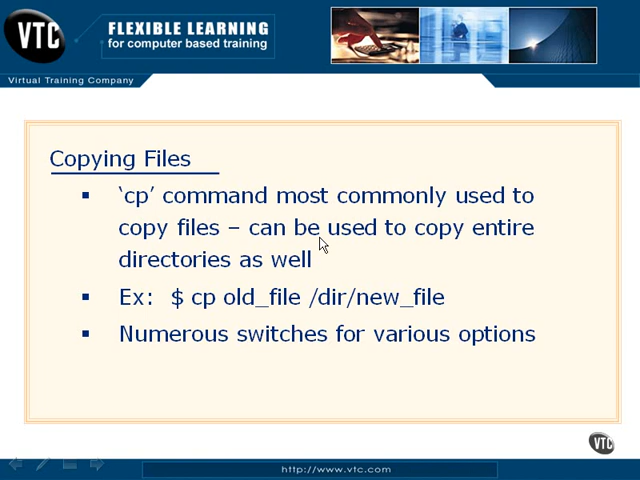 VTC
FLEXIBLE LEARNING
for computer based training
Virtual Training Company
Copying Files
‘cp’ command most commonly used to
copy files – can be used to copy entire
directories as well
Ex: $ cp old_file /dir/new_file
Numerous switches for various options
VTC
http://www.vtc.com